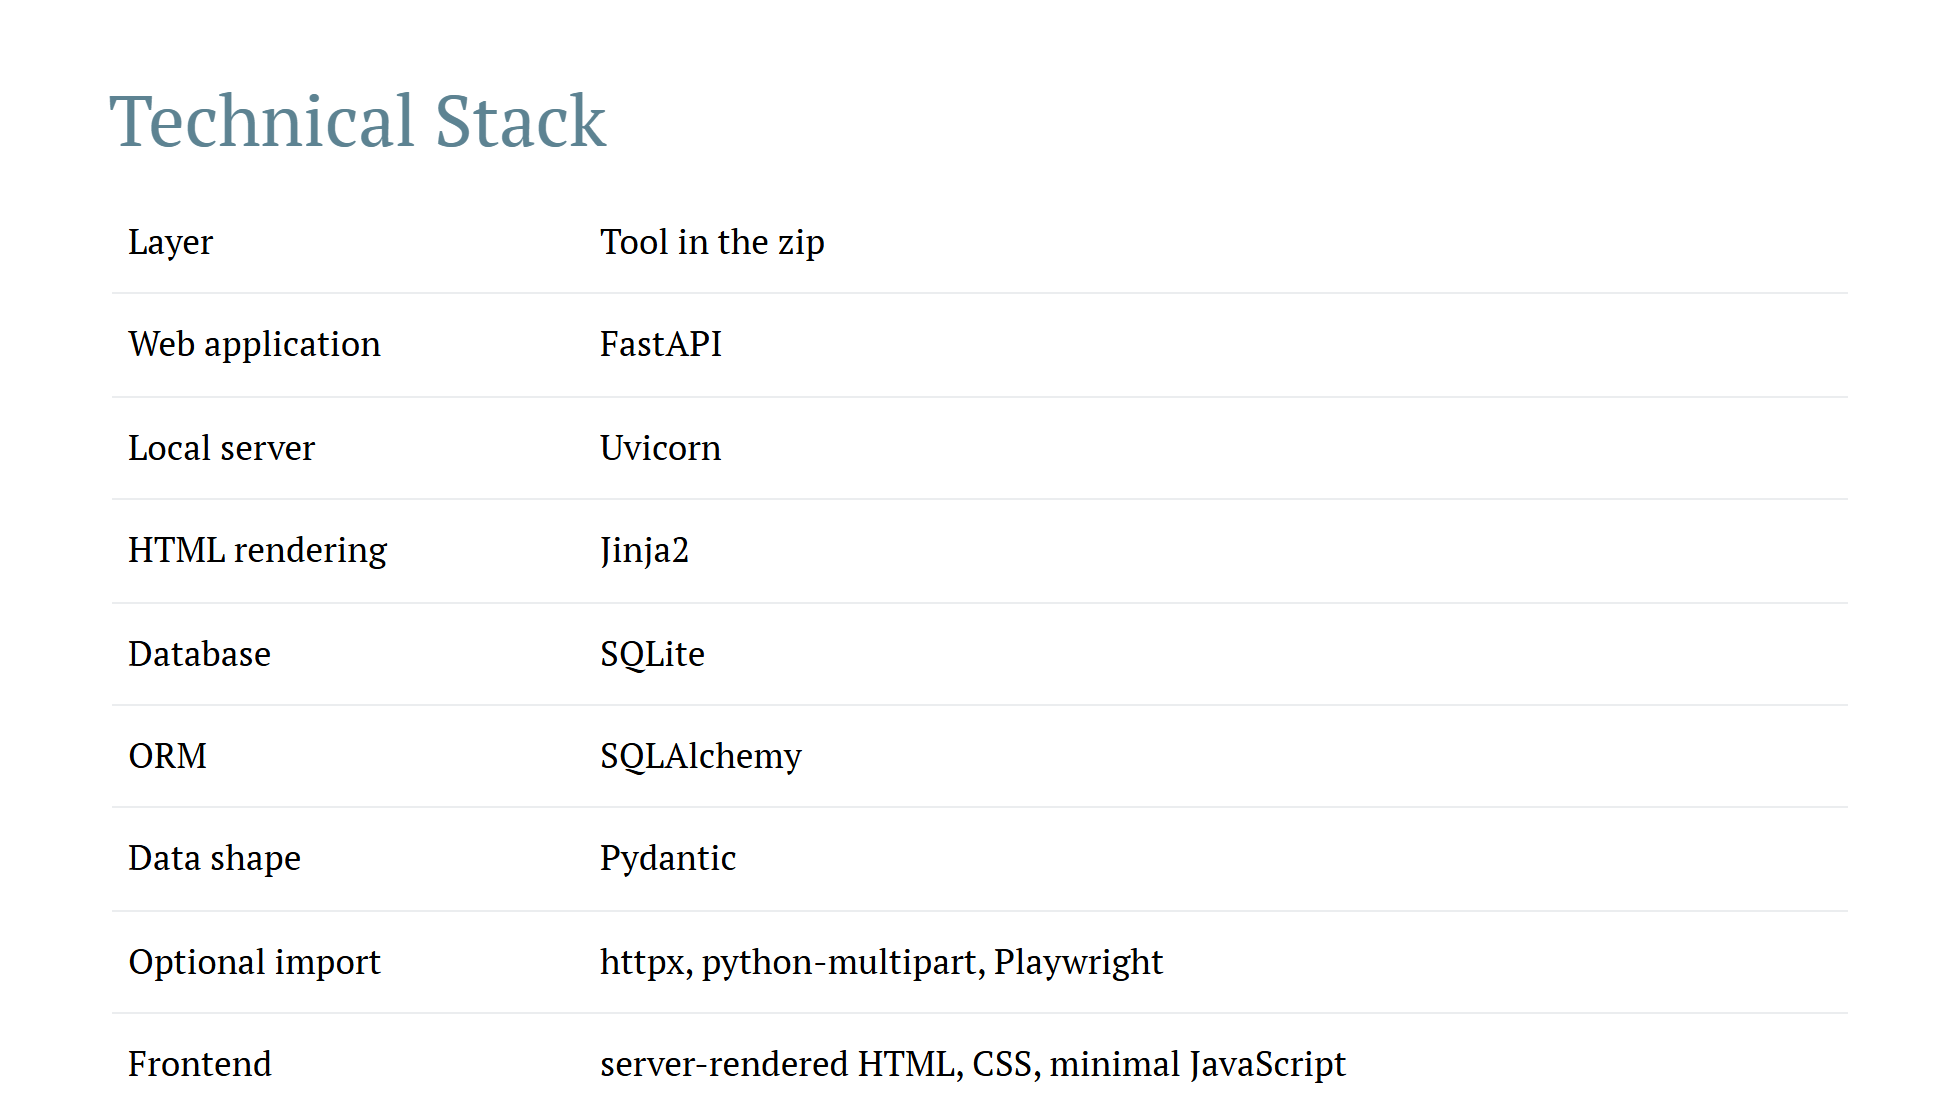 Technical Stack
Layer Tool in the zip
Web application FastAPI
Local server Uvicorn
HTML rendering Jinja2
Database SQLite
ORM SQLAlchemy
Data shape Pydantic
Optional import httpx, python-multipart, Playwright
Frontend server-rendered HTML, CSS, minimal JavaScript